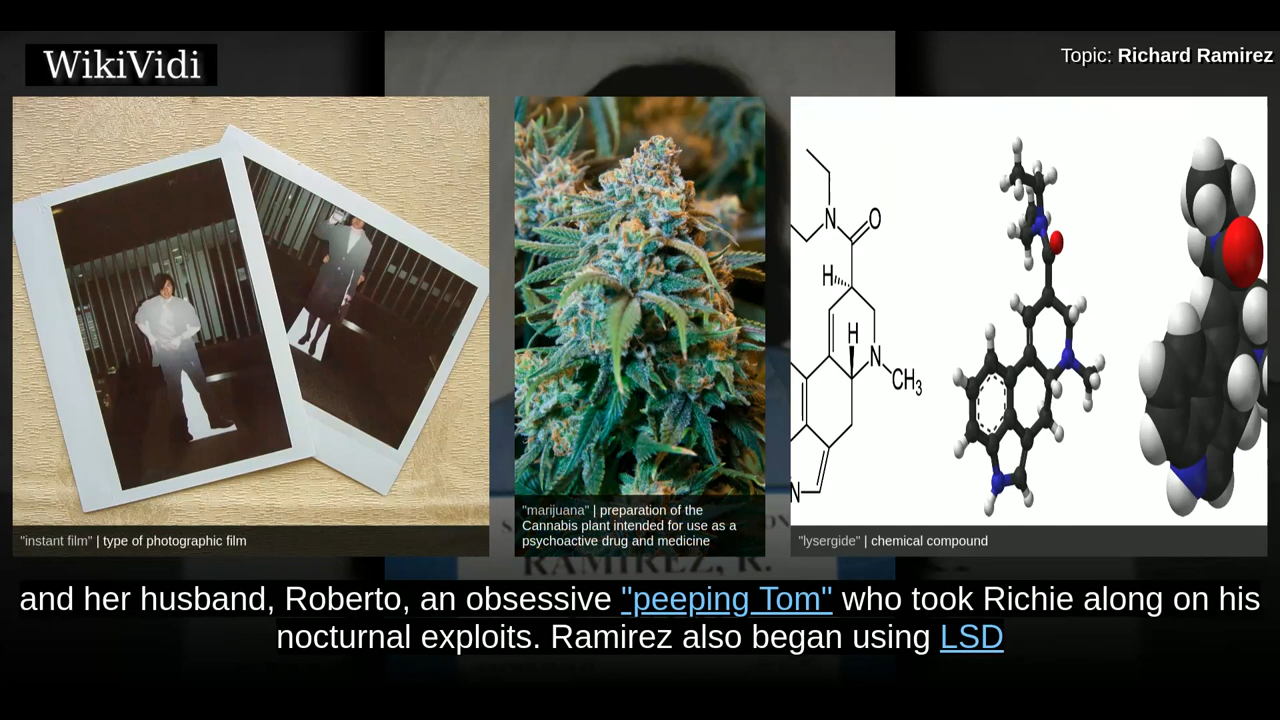 WikiVidi
Topic: Richard Ramirez
N
O
H
H
N
CH3
N
"instant film" | type of photographic film
"marijuana" | preparation of the
Cannabis plant intended for use as a
psychoactive drug and medicine
"lysergide" | chemical compound
RAMIREZ, R.
and her husband, Roberto, an obsessive "peeping Tom" who took Richie along on his
nocturnal exploits. Ramirez also began using LSD